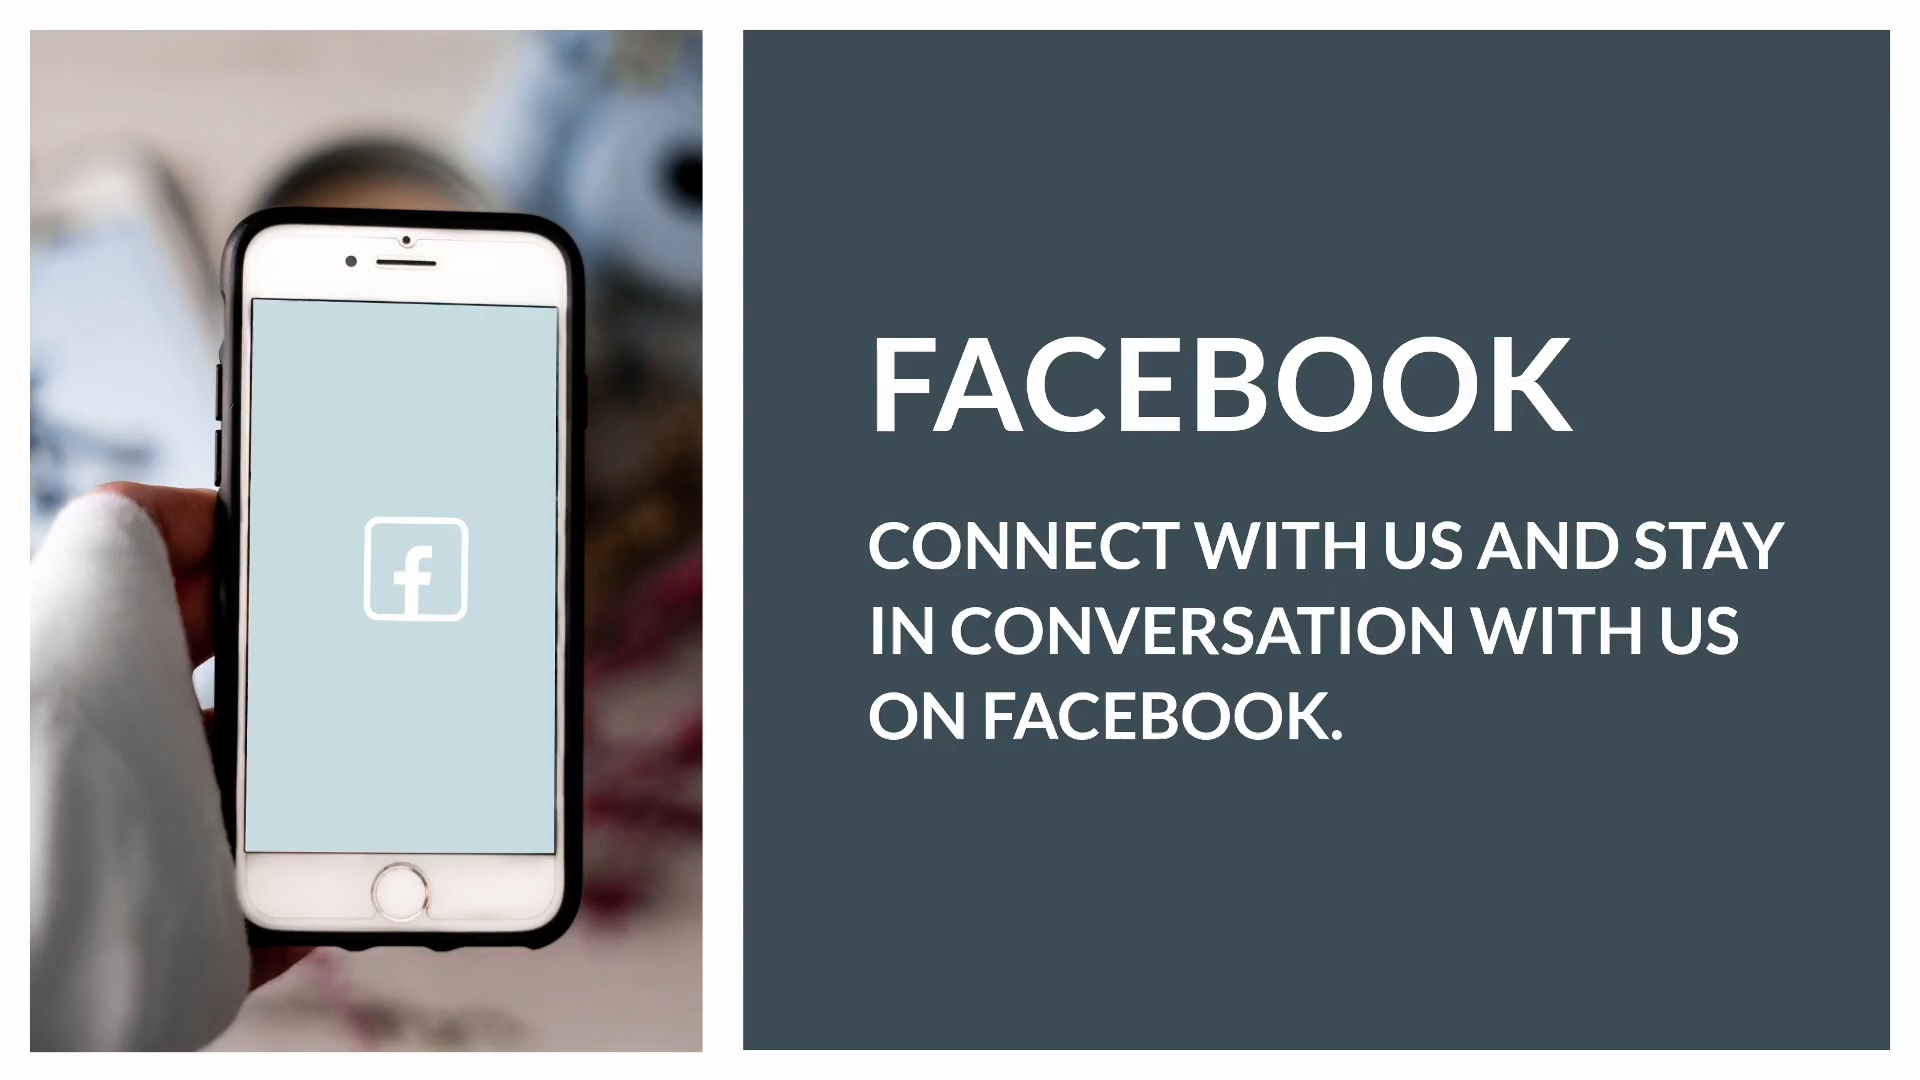 FACEBOOK
CONNECT WITH US AND STAY
IN CONVERSATION WITH US
ON FACEBOOK.